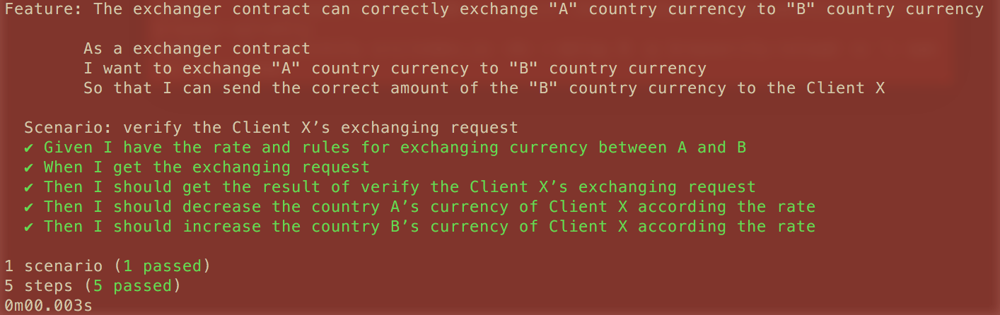 Feature: The exchanger contract can correctly exchange "A" country currency to "B" country currency
As a exchanger contract
I want to exchange "A" country currency to "B" country currency
So that I can send the correct amount of the "B" country currency to the Client X
Scenario: verify the Client X’s exchanging request
✔ Given I have the rate and rules for exchanging currency between A and B
✔ When I get the exchanging request
✔ Then I should get the result of verify the Client X’s exchanging request
✔ Then I should decrease the country A’s currency of Client X according the rate
✔ Then I should increase the country B’s currency of Client X according the rate
1 scenario (1 passed)
5 steps (5 passed)
0m00.003s